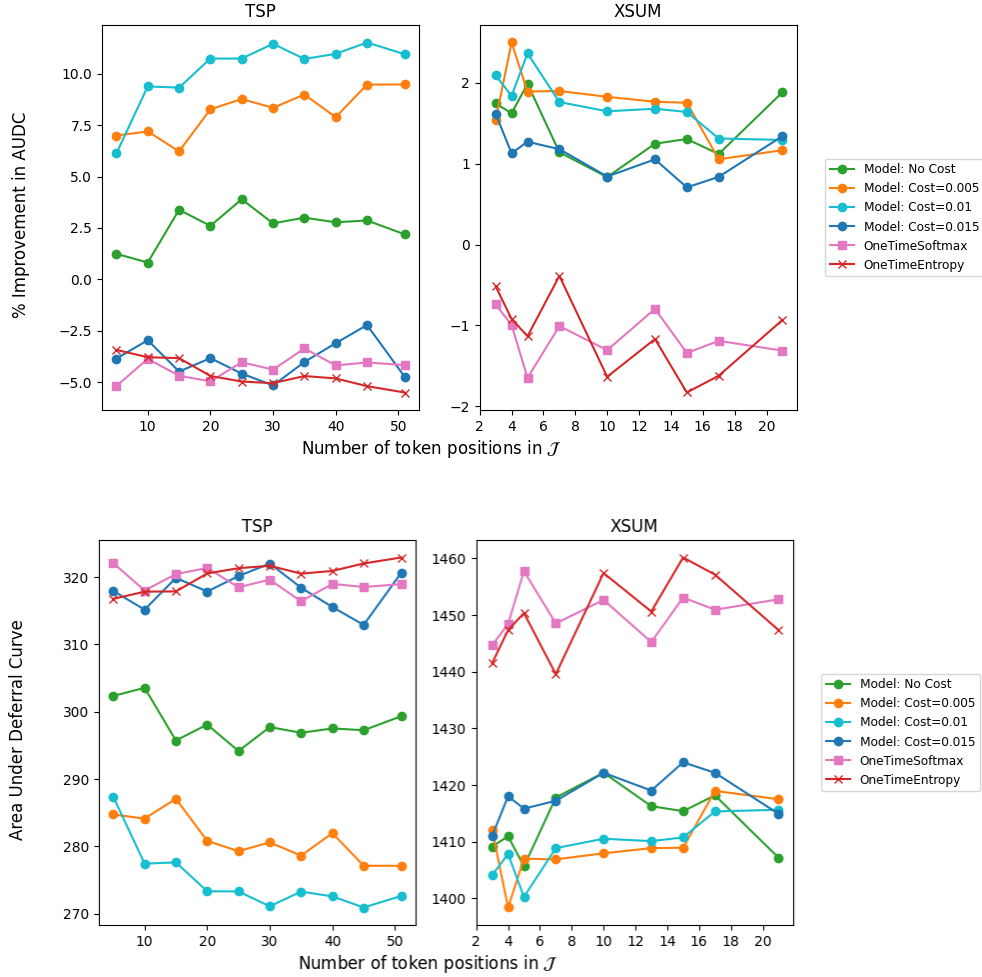 TSP
XSUM
% Improvement in AUDC
10.0
7.5
5.0
2.5
0.0
−2.5
−5.0
10 20 30 40 50
2
1
0
−1
−2
2 4 6 8 10 12 14 16 18 20
Number of token positions in 𝒥
Model: No Cost
Model: Cost=0.005
Model: Cost=0.01
Model: Cost=0.015
OneTimeSoftmax
OneTimeEntropy
TSP
XSUM
Area Under Deferral Curve
320
310
300
290
280
270
10 20 30 40 50
1460
1450
1440
1430
1420
1410
1400
2 4 6 8 10 12 14 16 18 20
Number of token positions in 𝒥
Model: No Cost
Model: Cost=0.005
Model: Cost=0.01
Model: Cost=0.015
OneTimeSoftmax
OneTimeEntropy